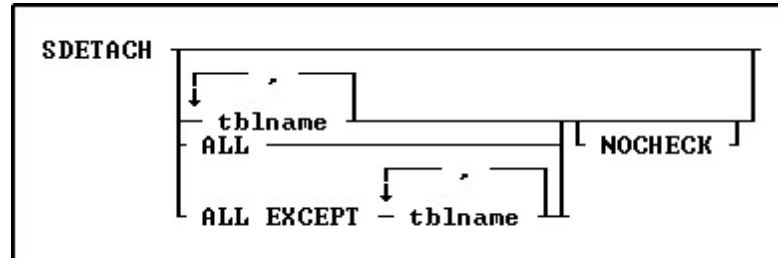 SDETACH
,
tblname
ALL NOCHECK
,
ALL EXCEPT tblname